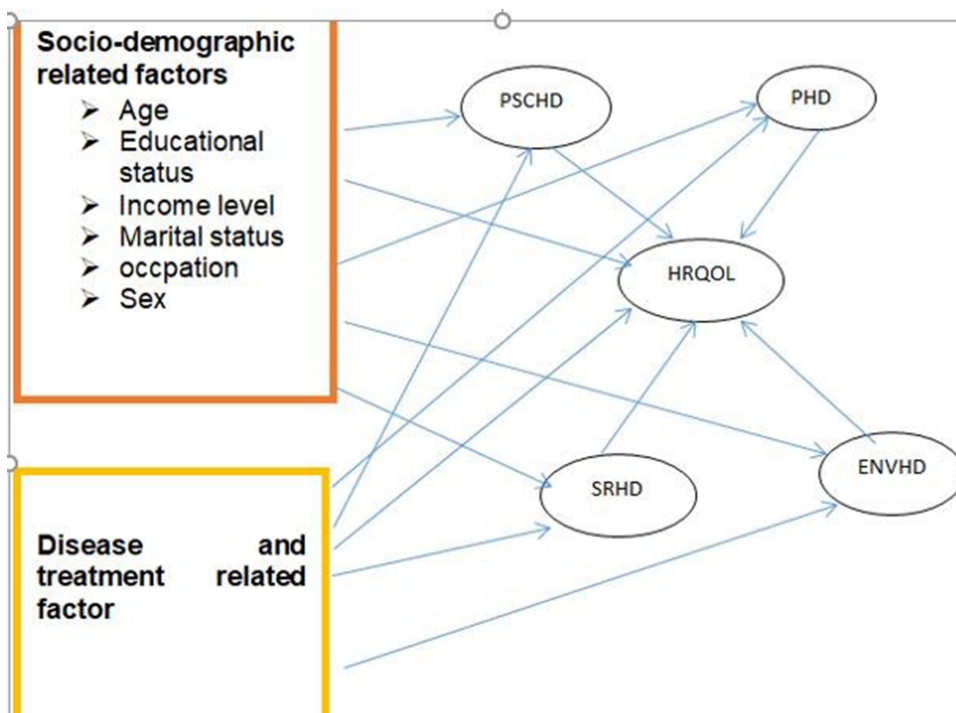 Socio-demographic
related factors
➢ Age
➢ Educational
status
➢ Income level
➢ Marital status
➢ occpation
➢ Sex
Disease and
treatment related
factor
PSCHD
PHD
HRQOL
SRHD
ENVHD